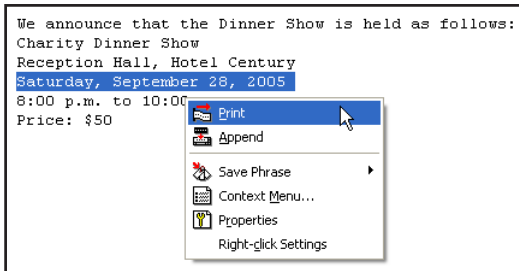 We announce that the Dinner Show is held as follows:
Charity Dinner Show
Reception Hall, Hotel Century
Saturday, September 28, 2005
8:00 p.m. to 10:00
Price: $50
Print
Append
Save Phrase
Context Menu...
Properties
Right-click Settings